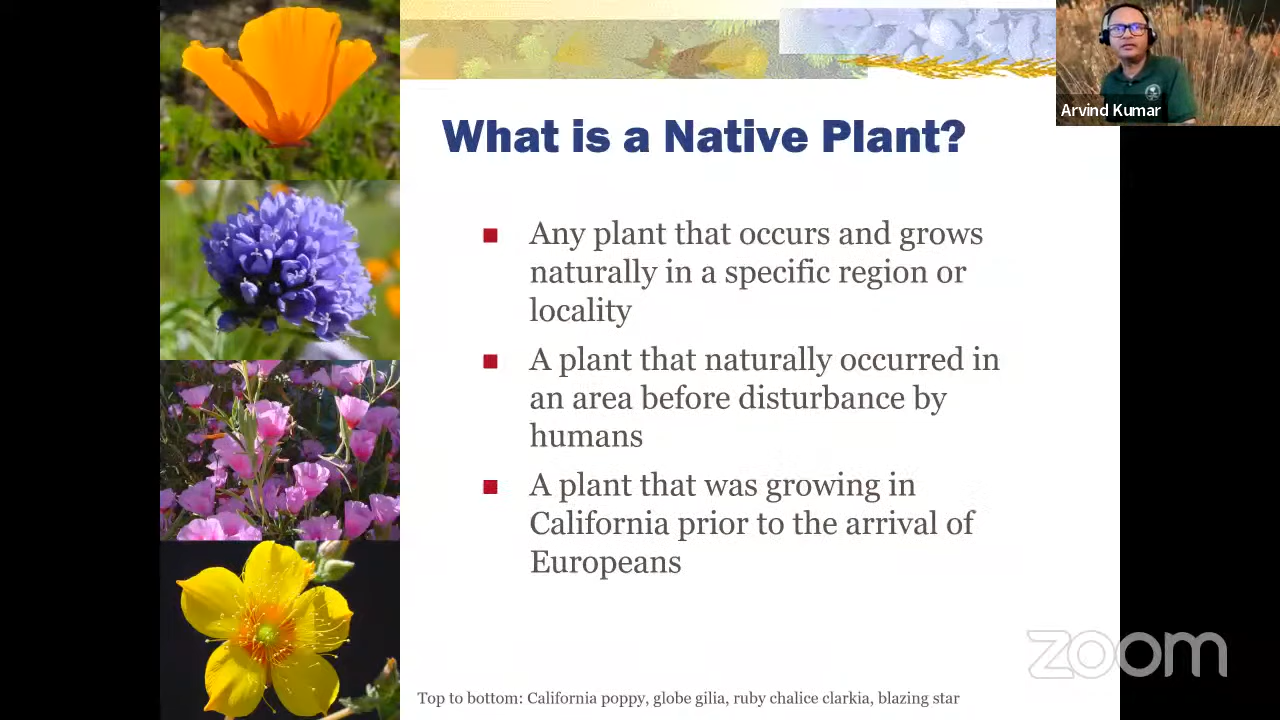 Arvind Kumar
What is a Native Plant?
Any plant that occurs and grows
naturally in a specific region or
locality
A plant that naturally occurred in
an area before disturbance by
humans
A plant that was growing in
California prior to the arrival of
Europeans
zoom
Top to bottom: California poppy, globe gilia, ruby chalice clarkia, blazing star